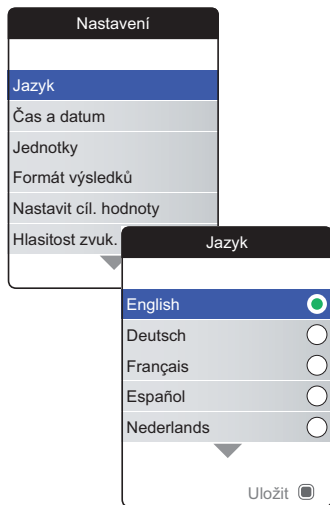 Nastavení
Jazyk
Čas a datum
Jednotky
Formát výsledků
Nastavit cíl. hodnoty
Hlasitost zvuk.
Jazyk
English
Deutsch
Français
Español
Nederlands
Uložit